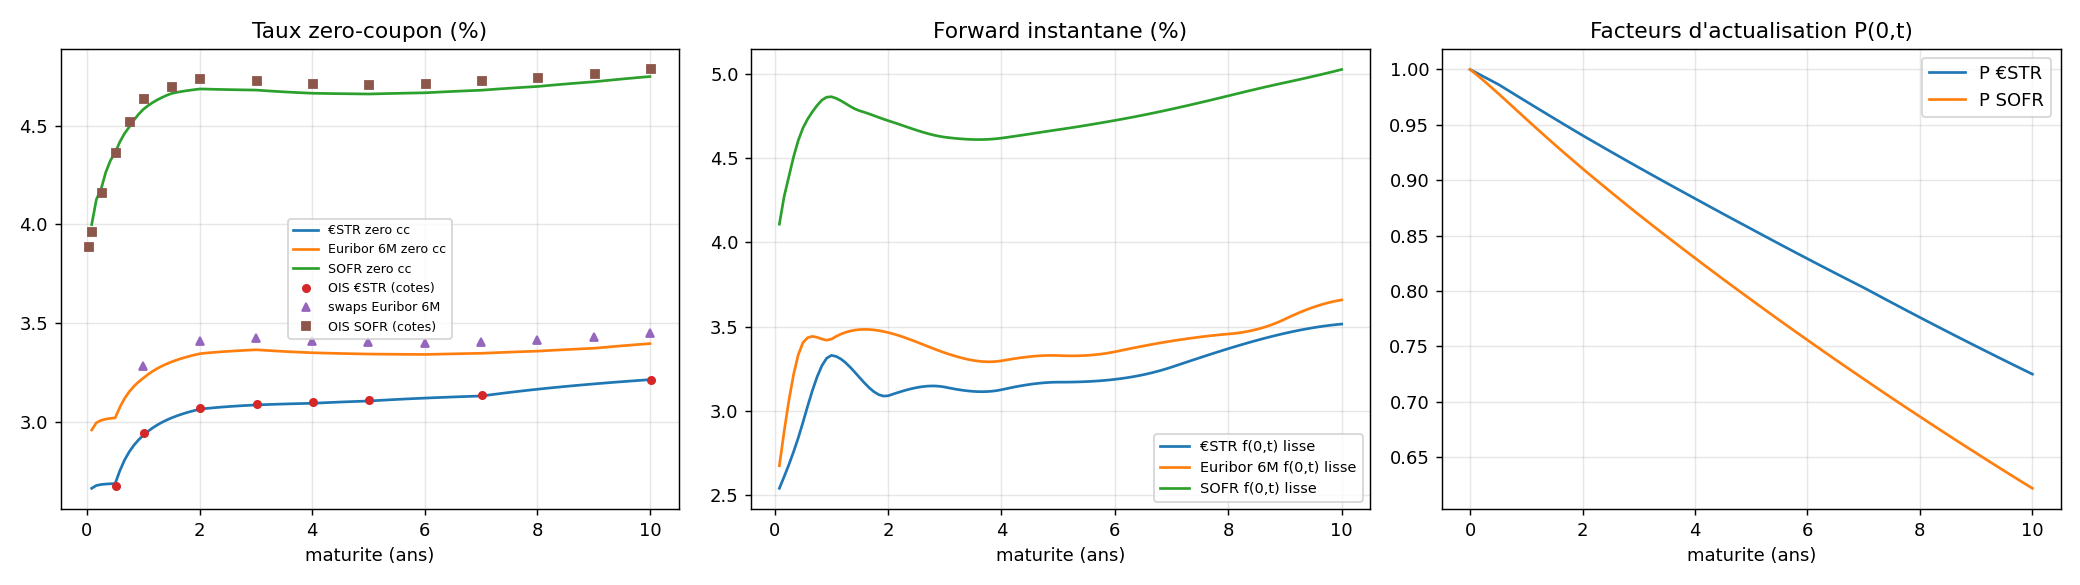 Taux zero-coupon (%)
4.5
4.0
3.5
3.0
€STR zero cc
Euribor 6M zero cc
SOFR zero cc
OIS €STR (cotes)
swaps Euribor 6M
OIS SOFR (cotes)
0 2 4 6 8 10
maturite (ans)
Forward instantane (%)
5.0
4.5
4.0
3.5
3.0
2.5
€STR f(0,t) lisse
Euribor 6M f(0,t) lisse
SOFR f(0,t) lisse
0 2 4 6 8 10
maturite (ans)
Facteurs d'actualisation P(0,t)
1.00
0.95
0.90
0.85
0.80
0.75
0.70
0.65
P €STR
P SOFR
0 2 4 6 8 10
maturite (ans)